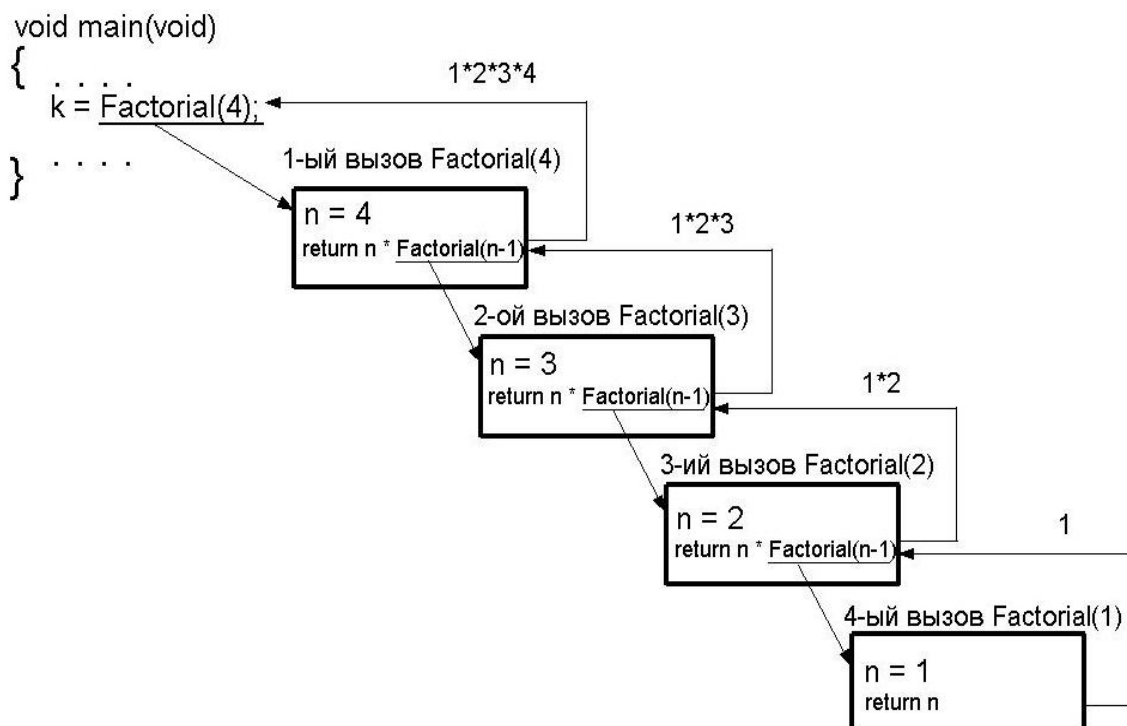 void main(void)
{ . . . .
1*2*3*4
k = Factorial(4);
. . . .
}
1-ый вызов Factorial(4)
n = 4
return n * Factorial(n-1)
1*2*3
2-ой вызов Factorial(3)
n = 3
return n * Factorial(n-1)
1*2
3-ий вызов Factorial(2)
n = 2
return n * Factorial(n-1)
1
4-ый вызов Factorial(1)
n = 1
return n